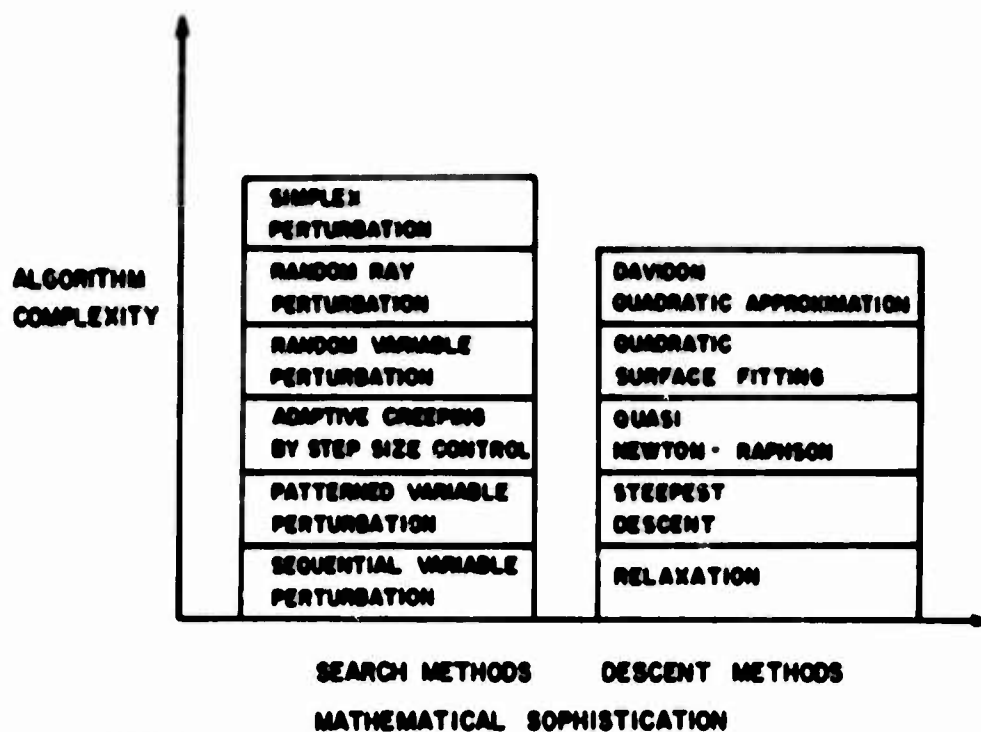 ALGORITHM
COMPLEXITY
SIMPLEX
PERTURBATION
RANDOM RAY
PERTURBATION
RANDOM VARIABLE
PERTURBATION
ADAPTIVE CREEPING
BY STEP SIZE CONTROL
PATTERNED VARIABLE
PERTURBATION
SEQUENTIAL VARIABLE
PERTURBATION
DAVIDON
QUADRATIC APPROXIMATION
QUADRATIC
SURFACE FITTING
QUASI
NEWTON - RAPHSON
STEEPEST
DESCENT
RELAXATION
SEARCH METHODS
DESCENT METHODS
MATHEMATICAL SOPHISTICATION